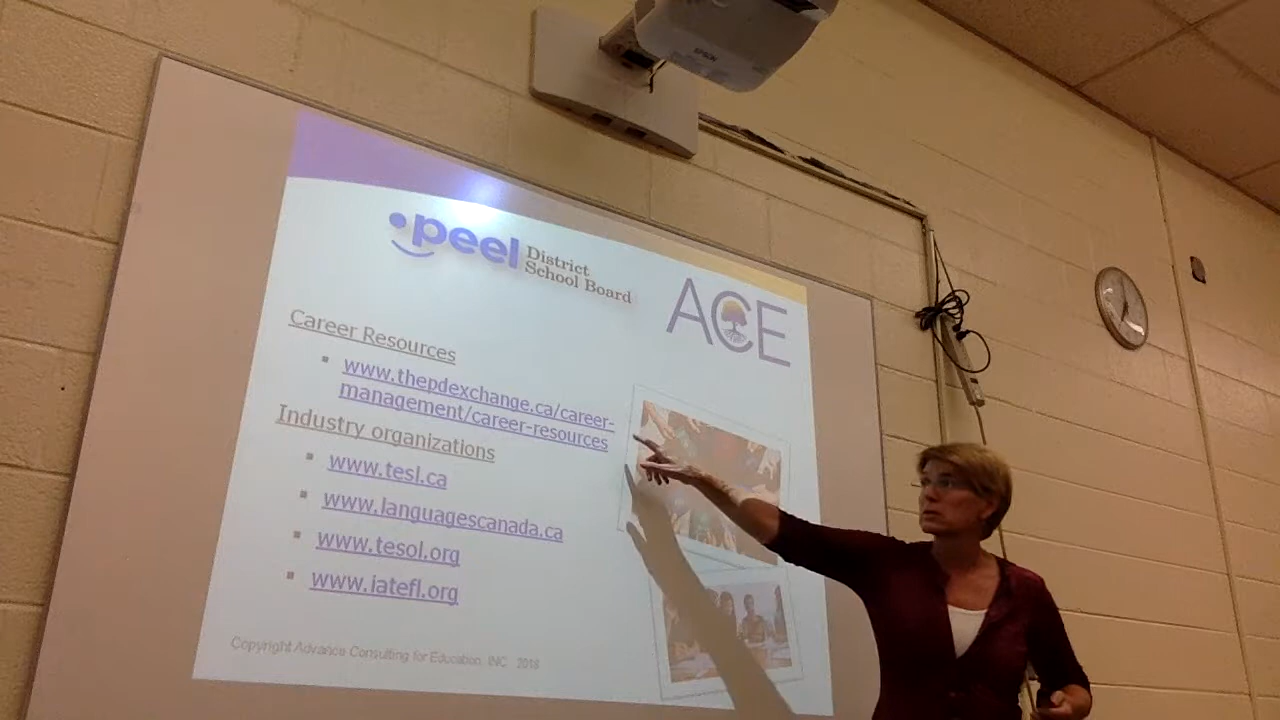 EPSON
peel District
School Board
ACE
Career Resources
www.thepdexchange.ca/career-
management/career-resources
Industry organizations
www.tesl.ca
www.languagescanada.ca
www.tesol.org
www.iatefl.org
Copyright Advance Consulting for Education, INC 2018